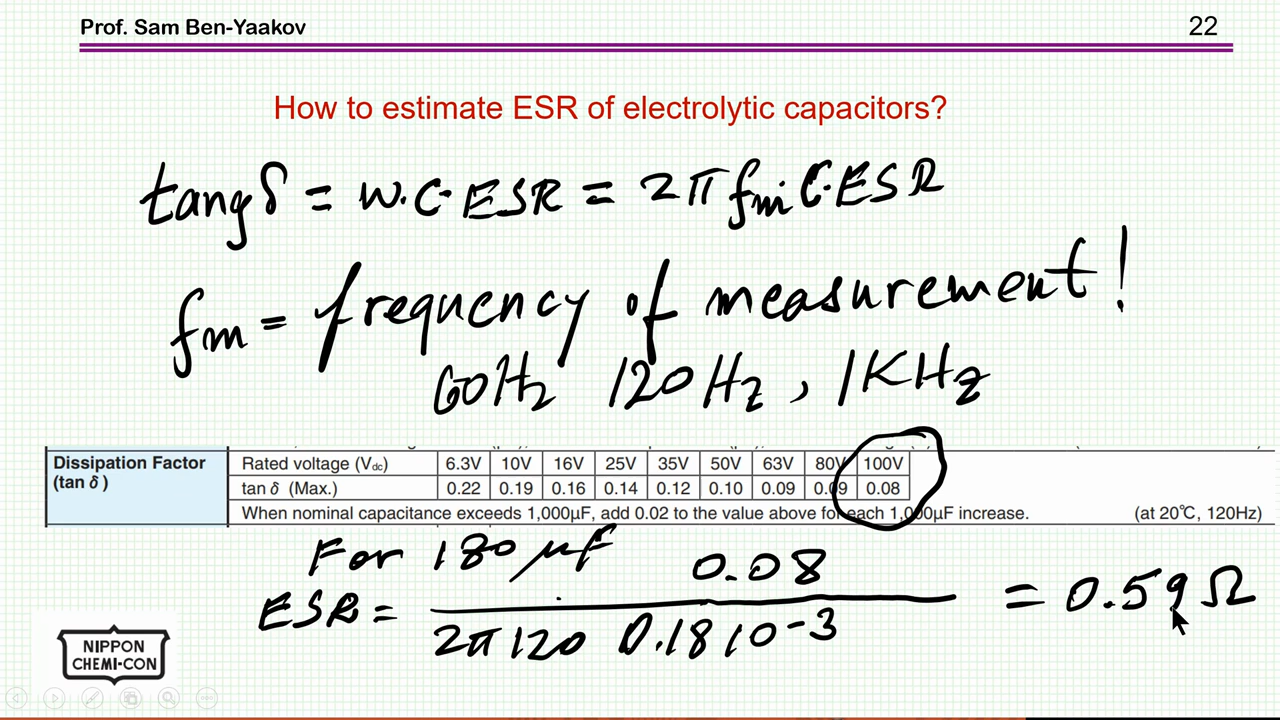 Prof. Sam Ben-Yaakov 22
How to estimate ESR of electrolytic capacitors?
tang δ = W.C.ESR = 2π fm C.ESR
fm = frequency of measurement!
60Hz 120Hz, 1KHz
Dissipation Factor (tan δ)
Rated voltage (Vdc) 6.3V 10V 16V 25V 35V 50V 63V 80V 100V
tan δ (Max.) 0.22 0.19 0.16 0.14 0.12 0.10 0.09 0.09 0.08
When nominal capacitance exceeds 1,000μF, add 0.02 to the value above for each 1,000μF increase. (at 20℃, 120Hz)
For 180 μF 0.08
ESR = = 0.59 Ω
2π 120 0.18 10⁻³
NIPPON
CHEMI-CON